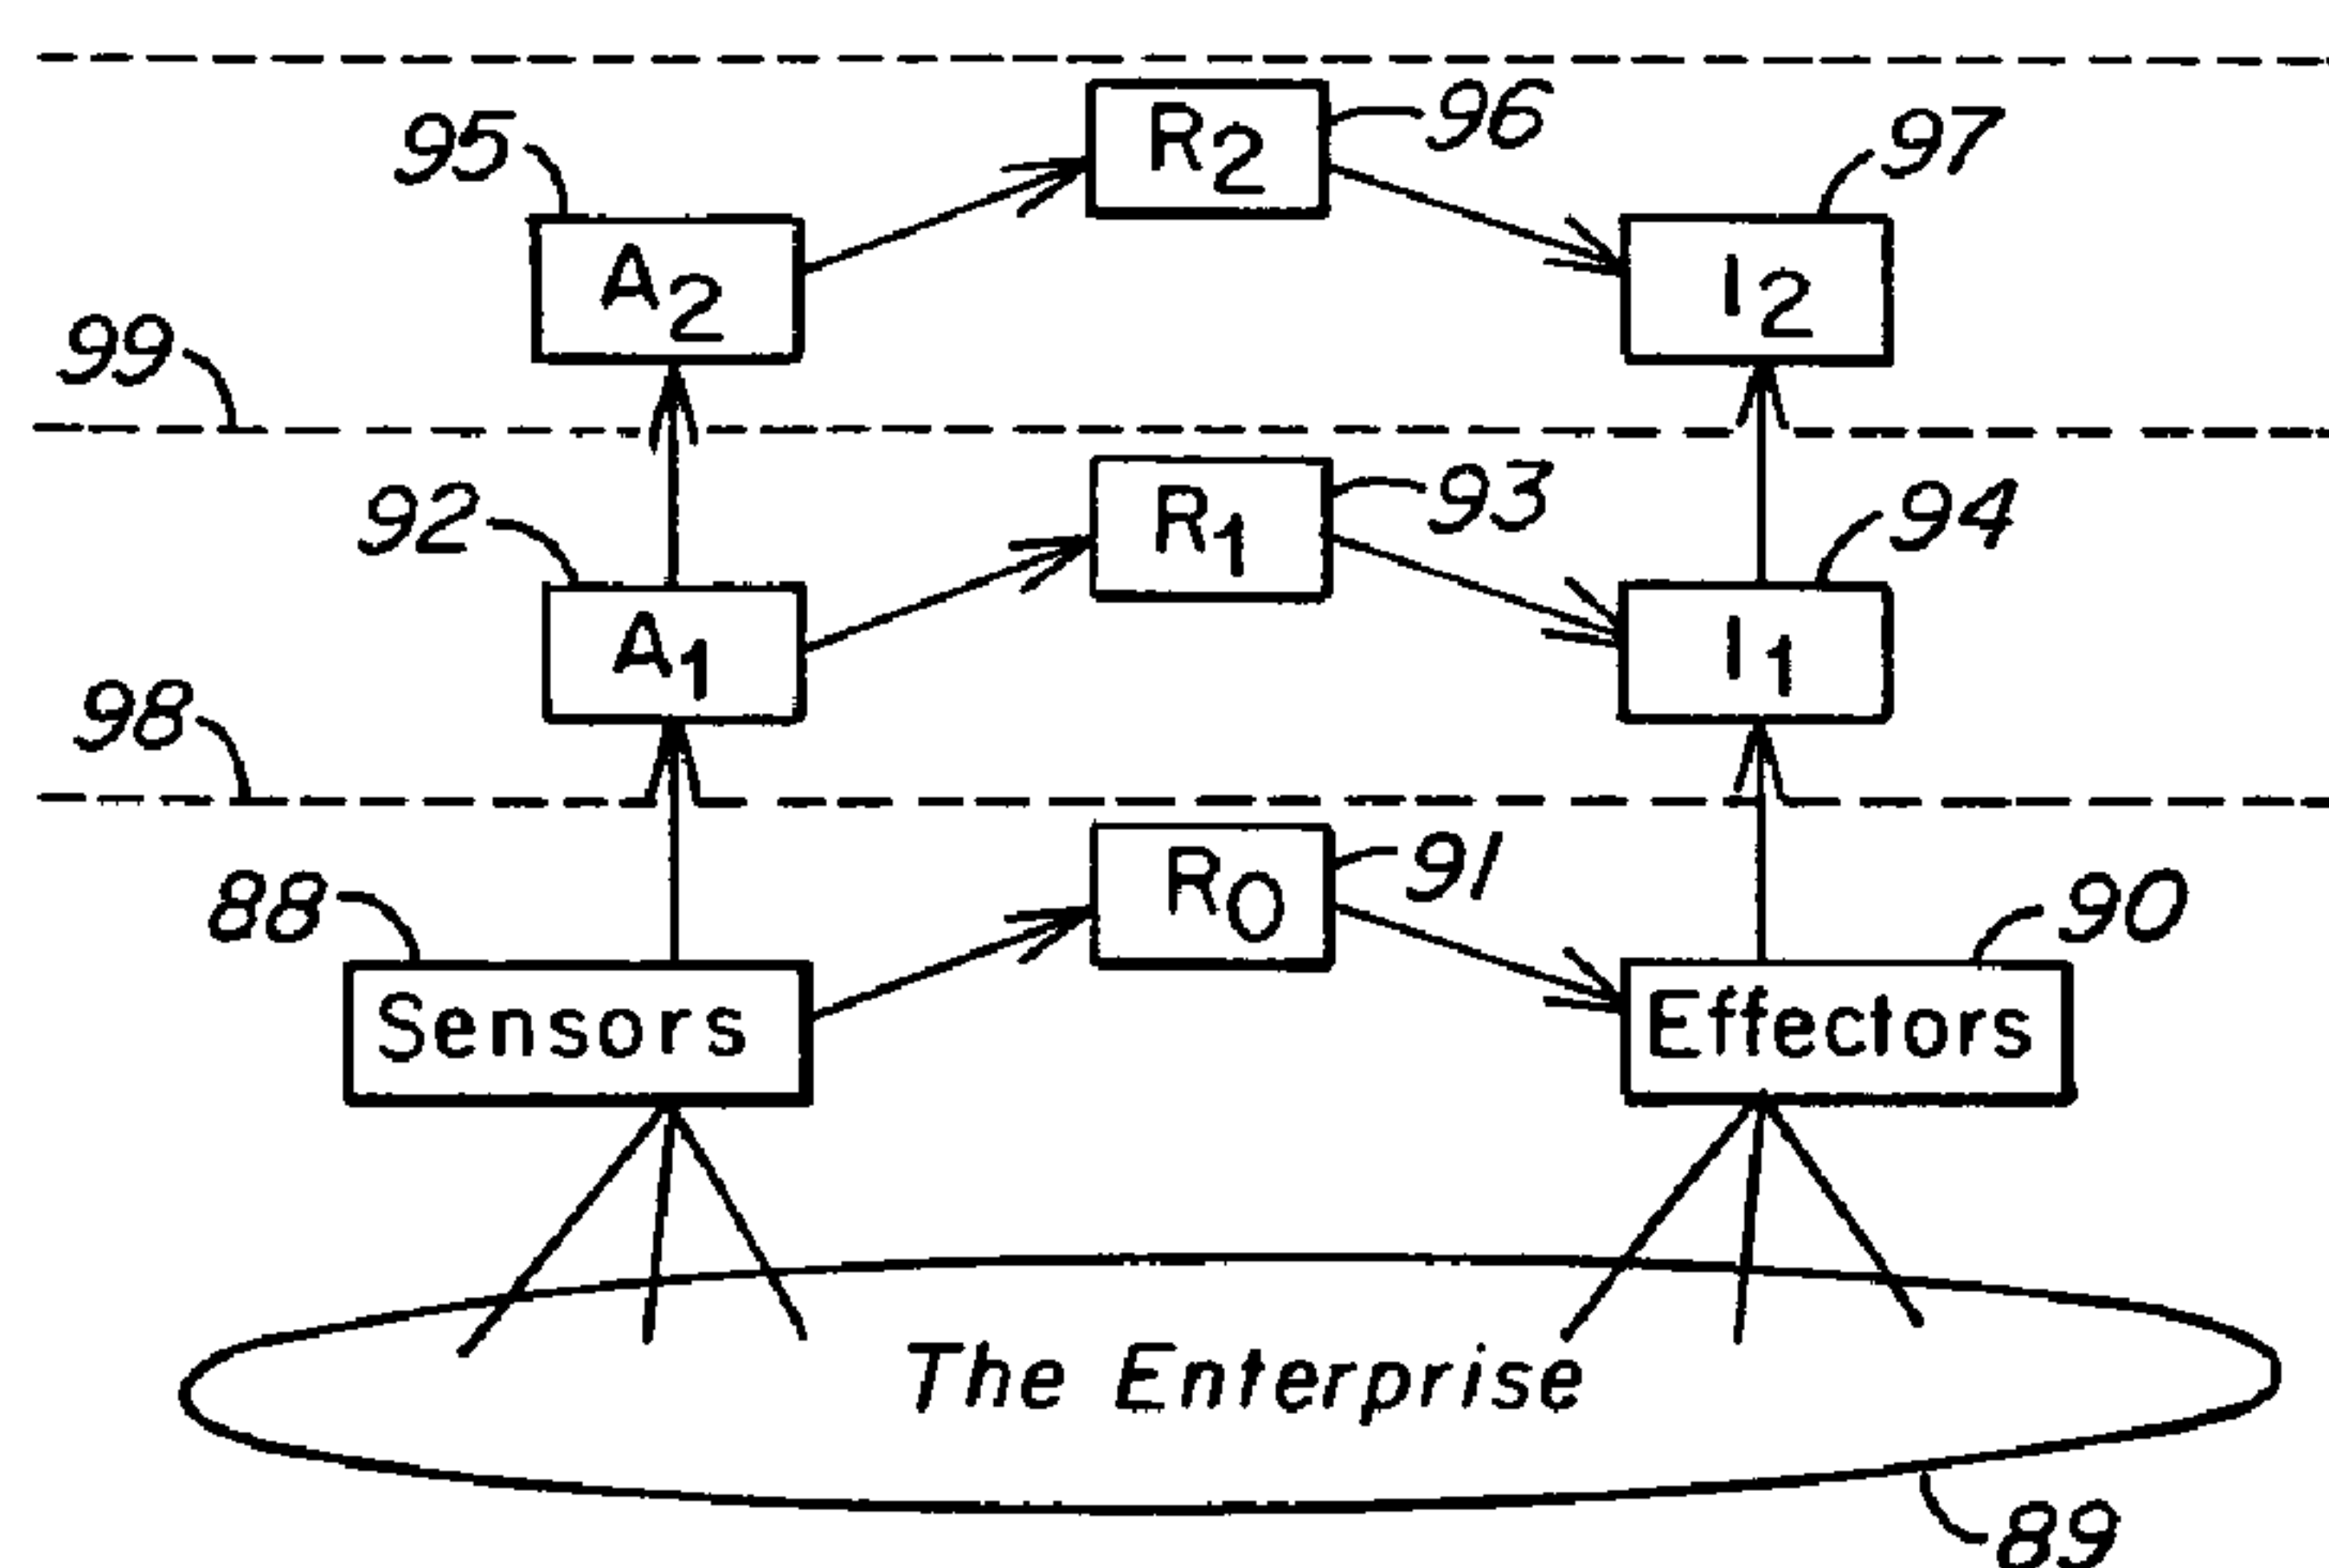 R2 96
95 97
A2 I2
99
R1 93
92 94
A1 I1
98
R0 91
88 90
Sensors Effectors
The Enterprise
89